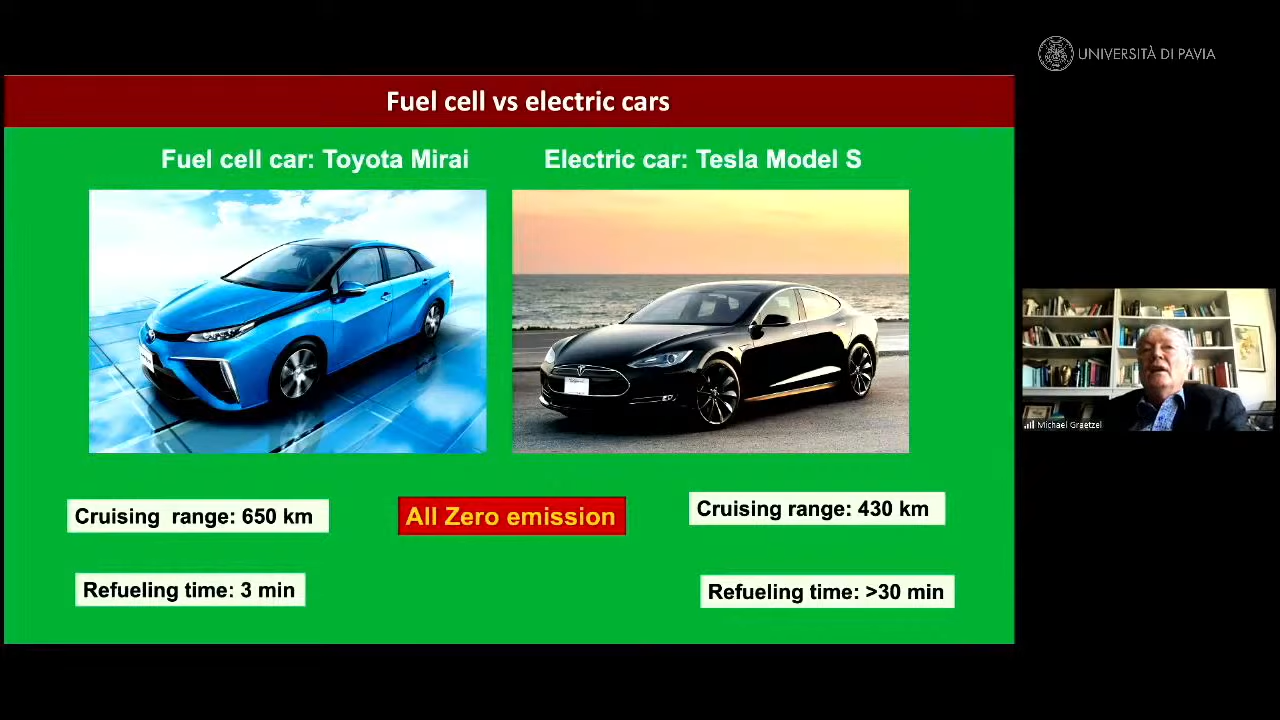 UNIVERSITÀ DI PAVIA
Fuel cell vs electric cars
Fuel cell car: Toyota Mirai
Electric car: Tesla Model S
Cruising range: 650 km
All Zero emission
Cruising range: 430 km
Refueling time: 3 min
Refueling time: >30 min
Michael Graetzel